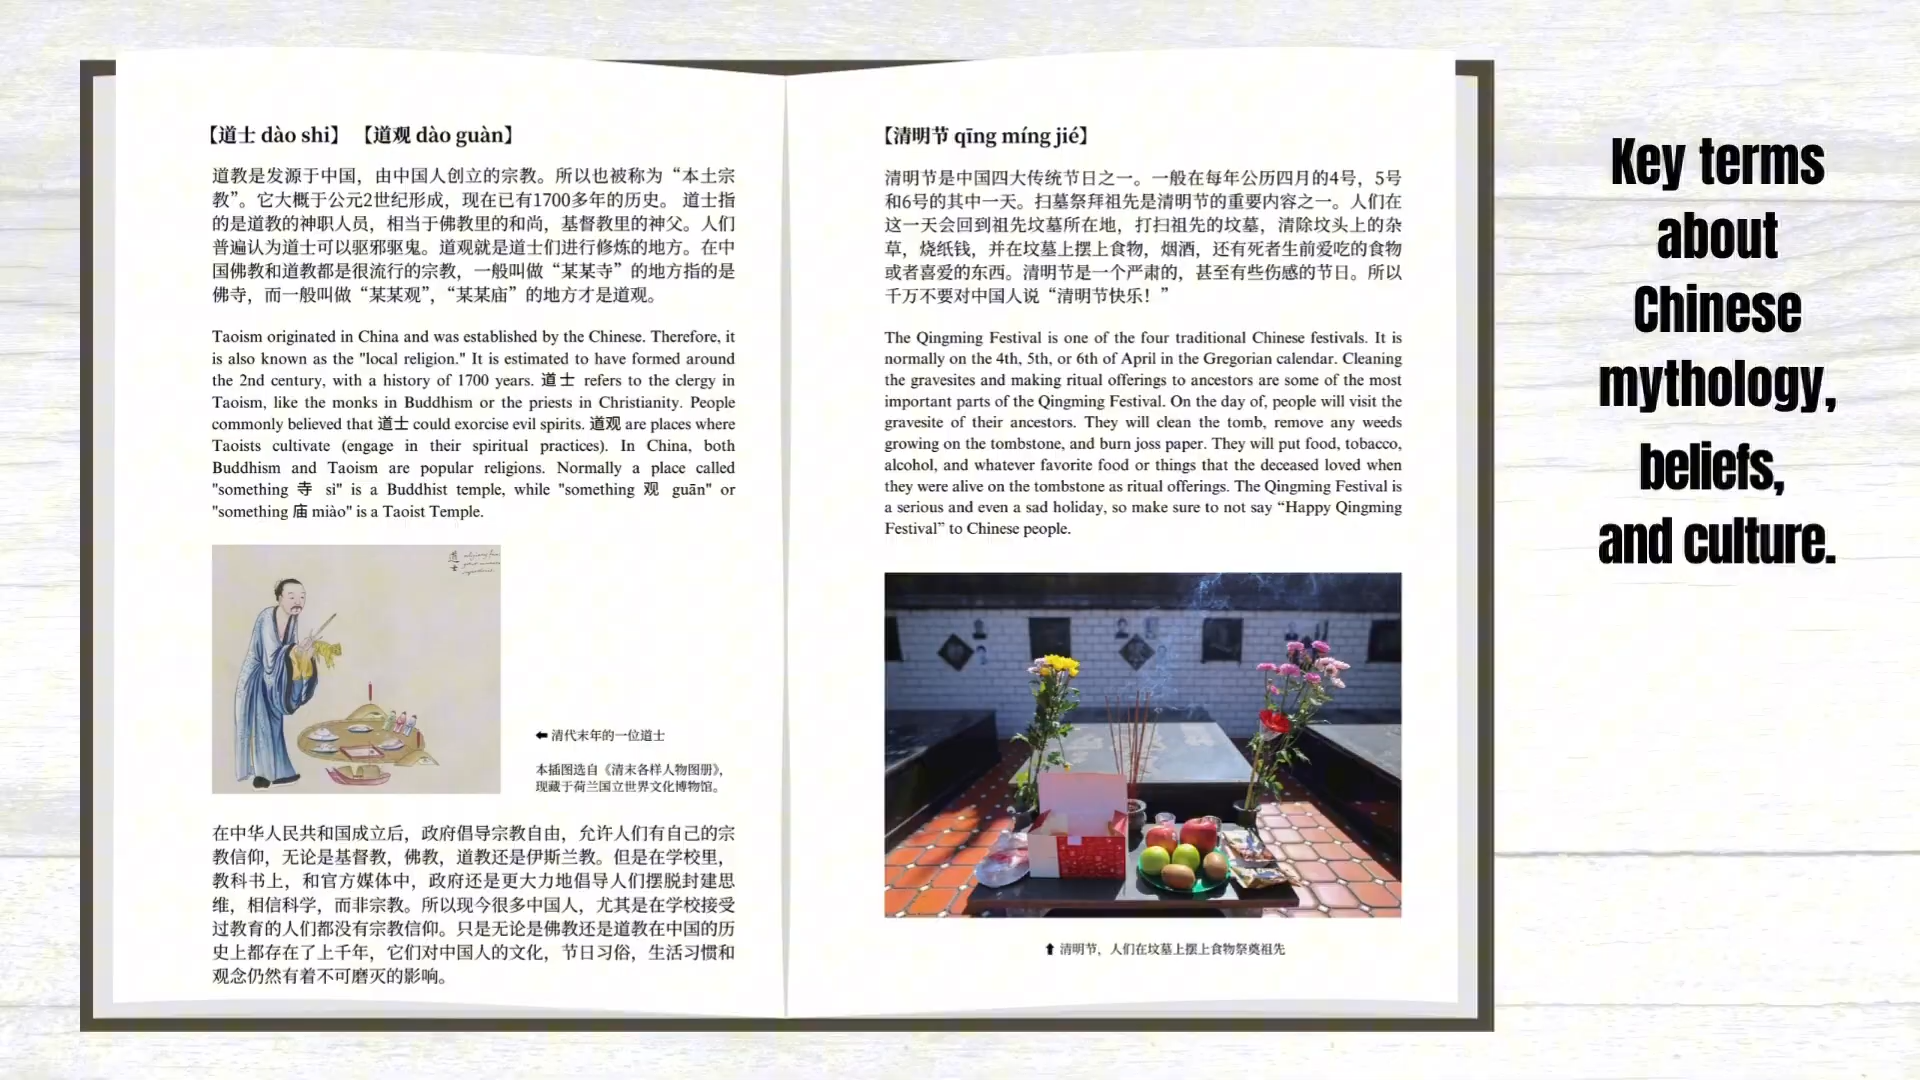 【道士 dào shi】 【道观 dào guàn】
道教是发源于中国，由中国人创立的宗教。所以也被称为“本土宗
教”。它大概于公元2世纪形成，现在已有1700多年的历史。 道士指
的是道教的神职人员，相当于佛教里的和尚，基督教里的神父。人们
普遍认为道士可以驱邪驱鬼。道观就是道士们进行修炼的地方。在中
国佛教和道教都是很流行的宗教，一般叫做“某某寺”的地方指的是
佛寺，而一般叫做“某某观”，“某某庙”的地方才是道观。
Taoism originated in China and was established by the Chinese. Therefore, it
is also known as the "local religion." It is estimated to have formed around
the 2nd century, with a history of 1700 years. 道士 refers to the clergy in
Taoism, like the monks in Buddhism or the priests in Christianity. People
commonly believed that 道士 could exorcise evil spirits. 道观 are places where
Taoists cultivate (engage in their spiritual practices). In China, both
Buddhism and Taoism are popular religions. Normally a place called
"something 寺 si" is a Buddhist temple, while "something 观 guān" or
"something 庙 miào" is a Taoist Temple.
道士
⬅ 清代末年的一位道士
本插图选自《清末各样人物图册》，
现藏于荷兰国立世界文化博物馆。
在中华人民共和国成立后，政府倡导宗教自由，允许人们有自己的宗
教信仰，无论是基督教，佛教，道教还是伊斯兰教。但是在学校里，
教科书上，和官方媒体中，政府还是更大力地倡导人们摆脱封建思
维，相信科学，而非宗教。所以现今很多中国人，尤其是在学校接受
过教育的人们都没有宗教信仰。只是无论是佛教还是道教在中国的历
史上都存在了上千年，它们对中国人的文化，节日习俗，生活习惯和
观念仍然有着不可磨灭的影响。
【清明节 qīng míng jié】
清明节是中国四大传统节日之一。一般在每年公历四月的4号，5号
和6号的其中一天。扫墓祭拜祖先是清明节的重要内容之一。人们在
这一天会回到祖先坟墓所在地，打扫祖先的坟墓，清除坟头上的杂
草，烧纸钱，并在坟墓上摆上食物，烟酒，还有死者生前爱吃的食物
或者喜爱的东西。清明节是一个严肃的，甚至有些伤感的节日。所以
千万不要对中国人说“清明节快乐！”
The Qingming Festival is one of the four traditional Chinese festivals. It is
normally on the 4th, 5th, or 6th of April in the Gregorian calendar. Cleaning
the gravesites and making ritual offerings to ancestors are some of the most
important parts of the Qingming Festival. On the day of, people will visit the
gravesite of their ancestors. They will clean the tomb, remove any weeds
growing on the tombstone, and burn joss paper. They will put food, tobacco,
alcohol, and whatever favorite food or things that the deceased loved when
they were alive on the tombstone as ritual offerings. The Qingming Festival is
a serious and even a sad holiday, so make sure to not say “Happy Qingming
Festival” to Chinese people.
⬆ 清明节，人们在坟墓上摆上食物祭奠祖先
Key terms
about
Chinese
mythology,
beliefs,
and culture.